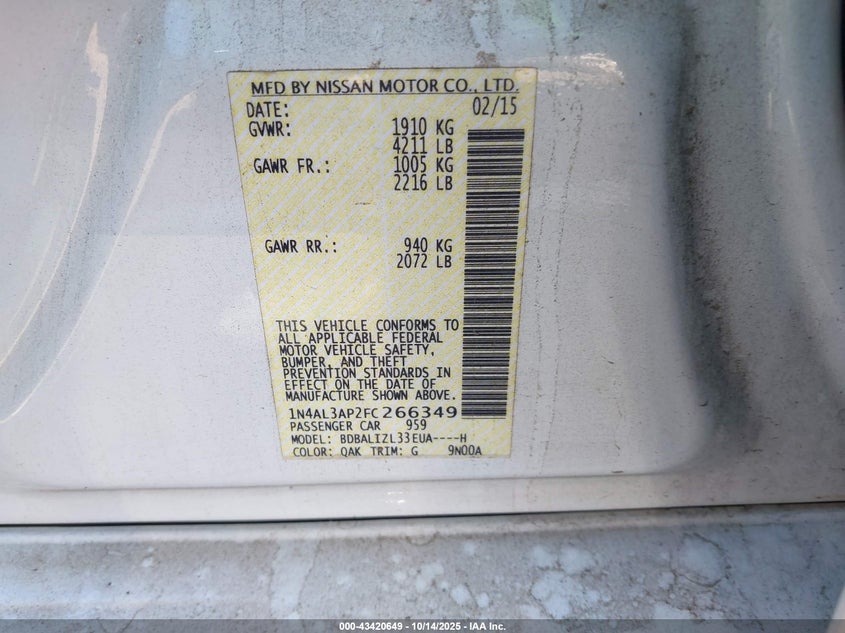 MFD BY NISSAN MOTOR CO., LTD.
DATE: 02/15
GVWR: 1910 KG
4211 LB
GAWR FR.: 1005 KG
2216 LB
GAWR RR.: 940 KG
2072 LB
THIS VEHICLE CONFORMS TO
ALL APPLICABLE FEDERAL
MOTOR VEHICLE SAFETY,
BUMPER, AND THEFT
PREVENTION STANDARDS IN
EFFECT ON THE DATE OF
MANUFACTURE SHOWN ABOVE.
1N4AL3AP2FC266349
PASSENGER CAR 959
MODEL: BDBALIZL33EUA----H
COLOR: QAK TRIM: G 9N00A
000-43420649 - 10/14/2025 - IAA Inc.